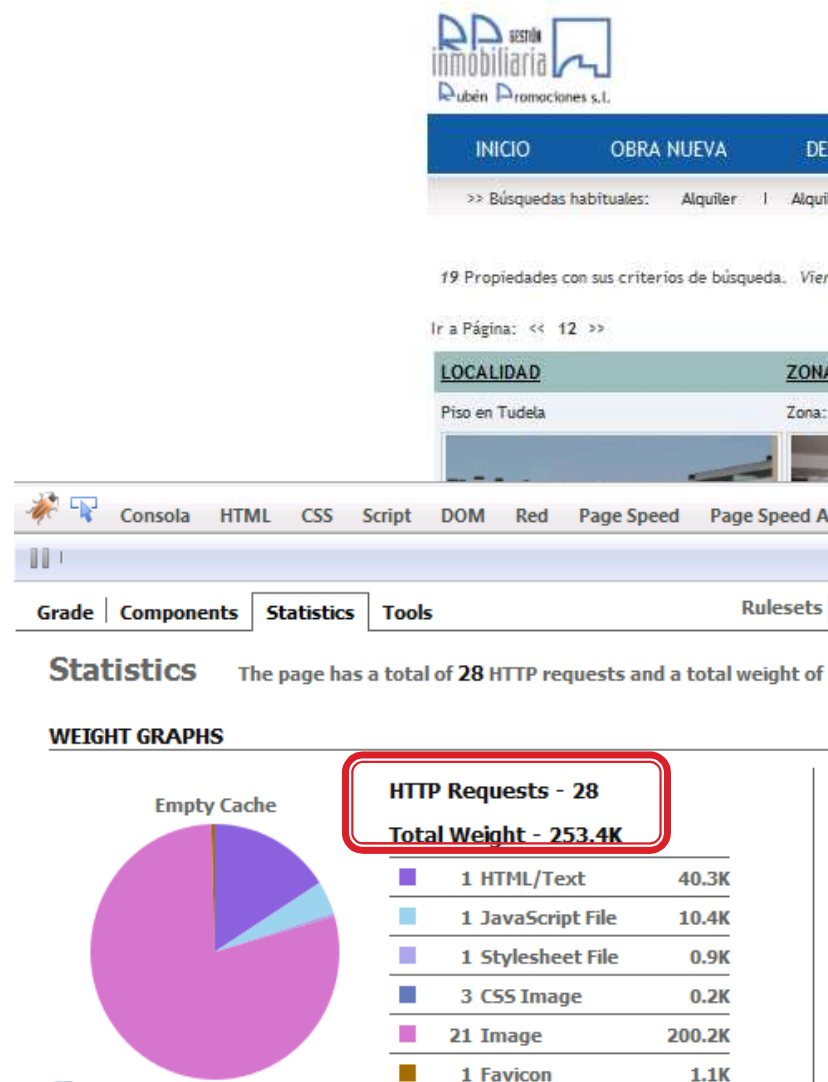 RP GESTIÓN
inmobiliaria
Rubén Promociones s.l.
INICIO OBRA NUEVA
>> Búsquedas habituales: Alquiler |
19 Propiedades con sus criterios de búsqueda.
Ir a Página: << 12 >>
LOCALIDAD ZONA
Piso en Tudela Zona:
Consola HTML CSS Script DOM Red Page Speed Page Speed A
Grade Components Statistics Tools Rulesets
Statistics The page has a total of 28 HTTP requests and a total weight of
WEIGHT GRAPHS
Empty Cache
HTTP Requests - 28
Total Weight - 253.4K
1 HTML/Text 40.3K
1 JavaScript File 10.4K
1 Stylesheet File 0.9K
3 CSS Image 0.2K
21 Image 200.2K
1 Favicon 1.1K